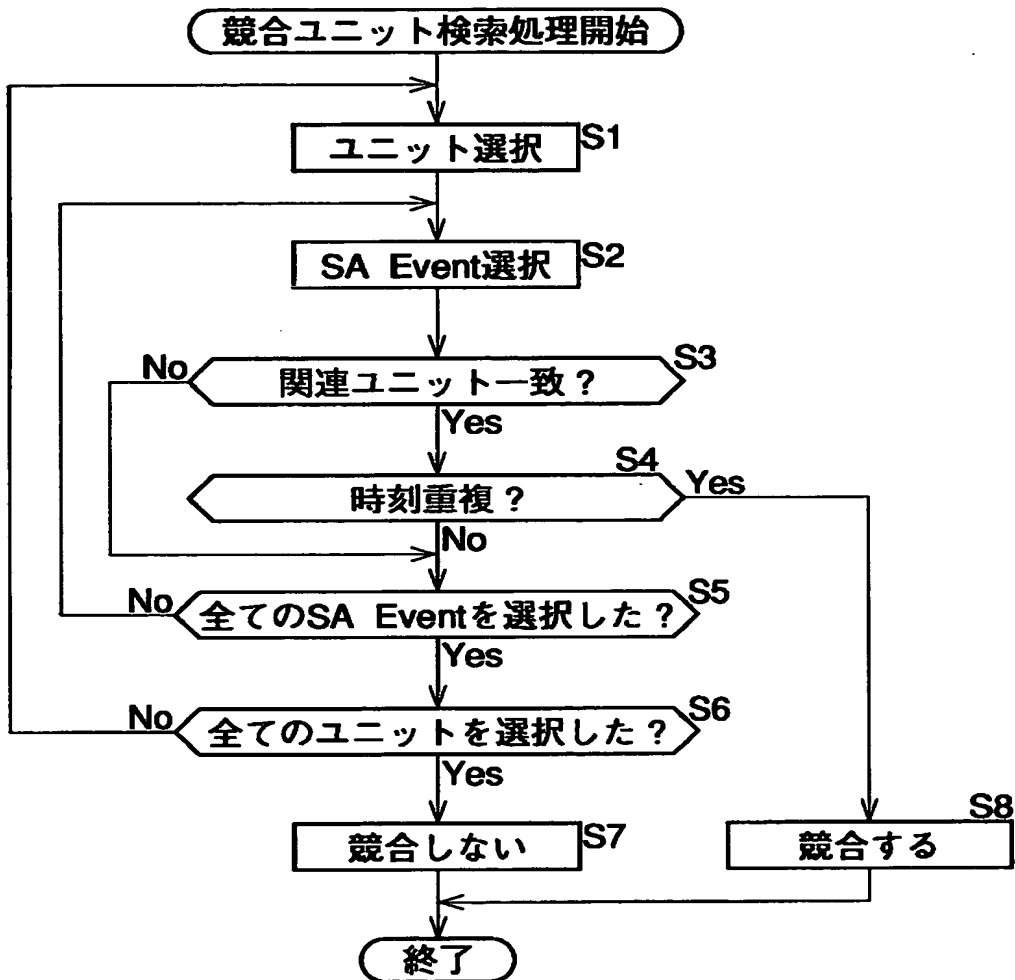 競合ユニット検索処理開始
ユニット選択
S1
SA Event選択
S2
関連ユニット一致?
S3
No
Yes
時刻重複?
S4
Yes
No
全てのSA Eventを選択した?
S5
No
Yes
全てのユニットを選択した?
S6
No
Yes
競合しない
S7
競合する
S8
終了